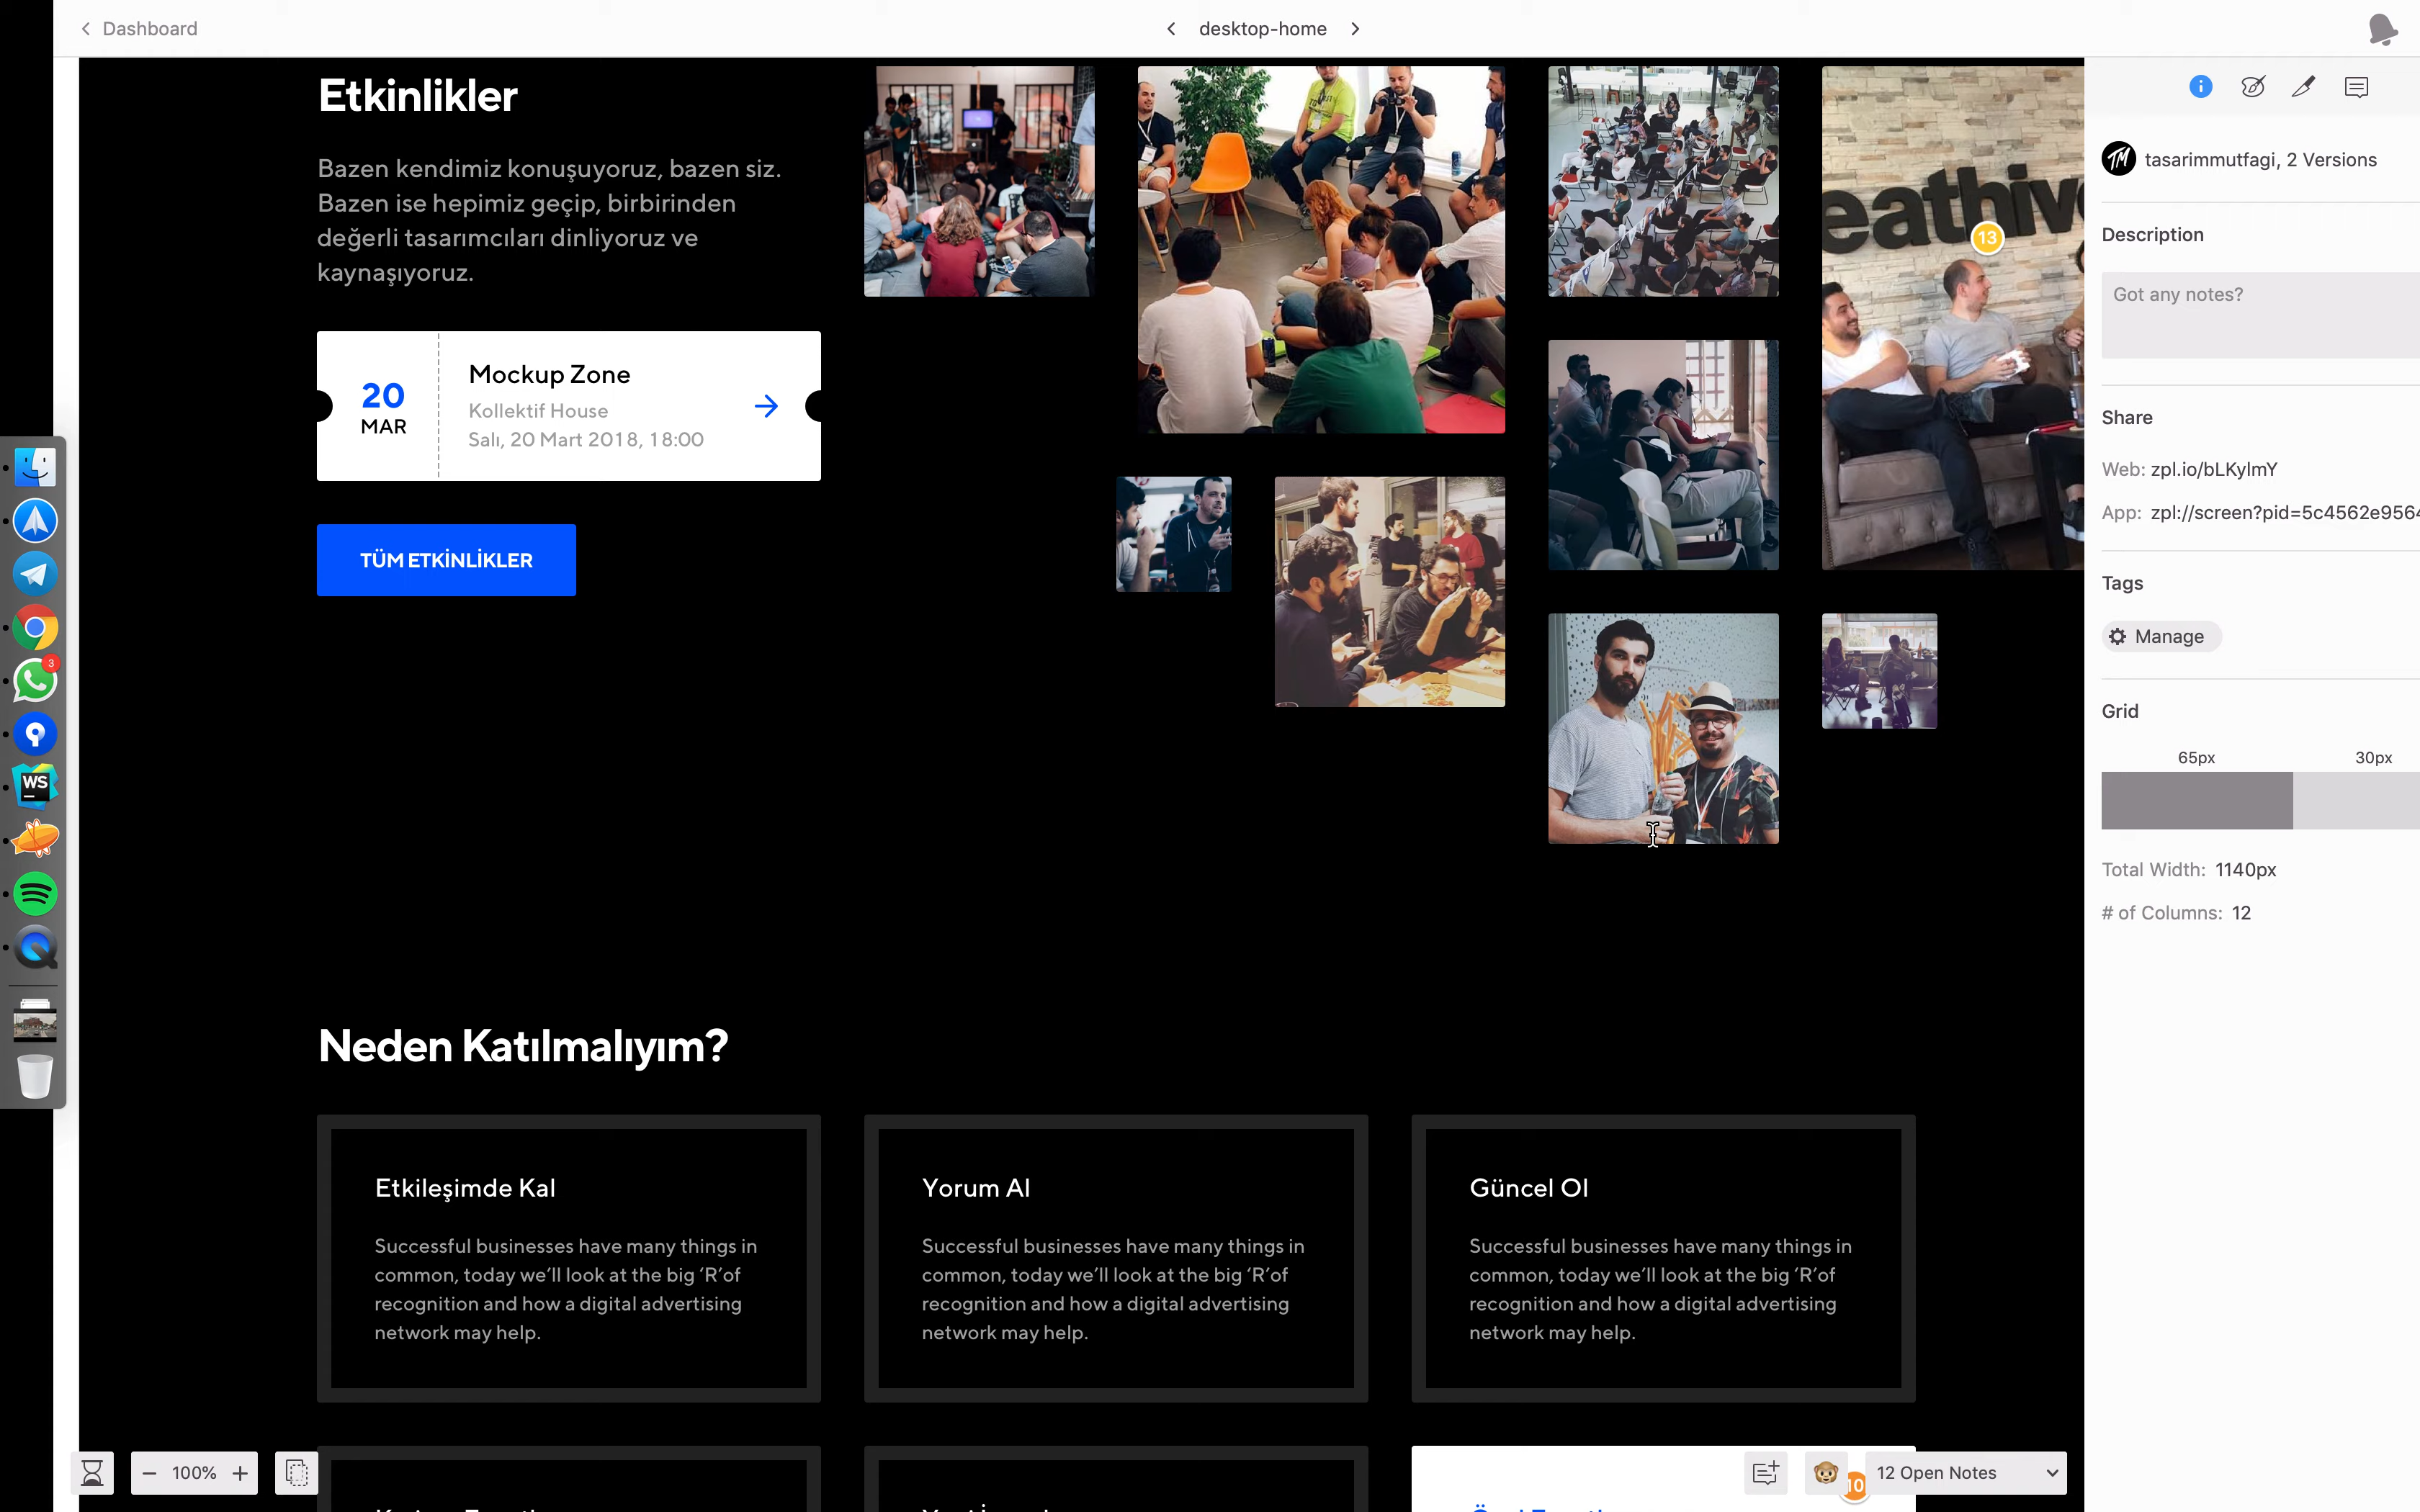 Dashboard
desktop-home
Etkinlikler
Bazen kendimiz konuşuyoruz, bazen siz.
Bazen ise hepimiz geçip, birbirinden
değerli tasarımcıları dinliyoruz ve
kaynaşıyoruz.
20
MAR
Mockup Zone
Kollektif House
Salı, 20 Mart 2018, 18:00
TÜM ETKİNLİKLER
eathiv
13
TM
tasarimmutfagi, 2 Versions
Description
Got any notes?
Share
Web: zpl.io/bLKylmY
App: zpl://screen?pid=5c4562e956
Tags
Manage
Grid
65px
30px
Total Width: 1140px
# of Columns: 12
3
WS
Neden Katılmalıyım?
Etkileşimde Kal
Successful businesses have many things in
common, today we’ll look at the big ‘R’of
recognition and how a digital advertising
network may help.
Yorum Al
Successful businesses have many things in
common, today we’ll look at the big ‘R’of
recognition and how a digital advertising
network may help.
Güncel Ol
Successful businesses have many things in
common, today we’ll look at the big ‘R’of
recognition and how a digital advertising
network may help.
100%
10
12 Open Notes